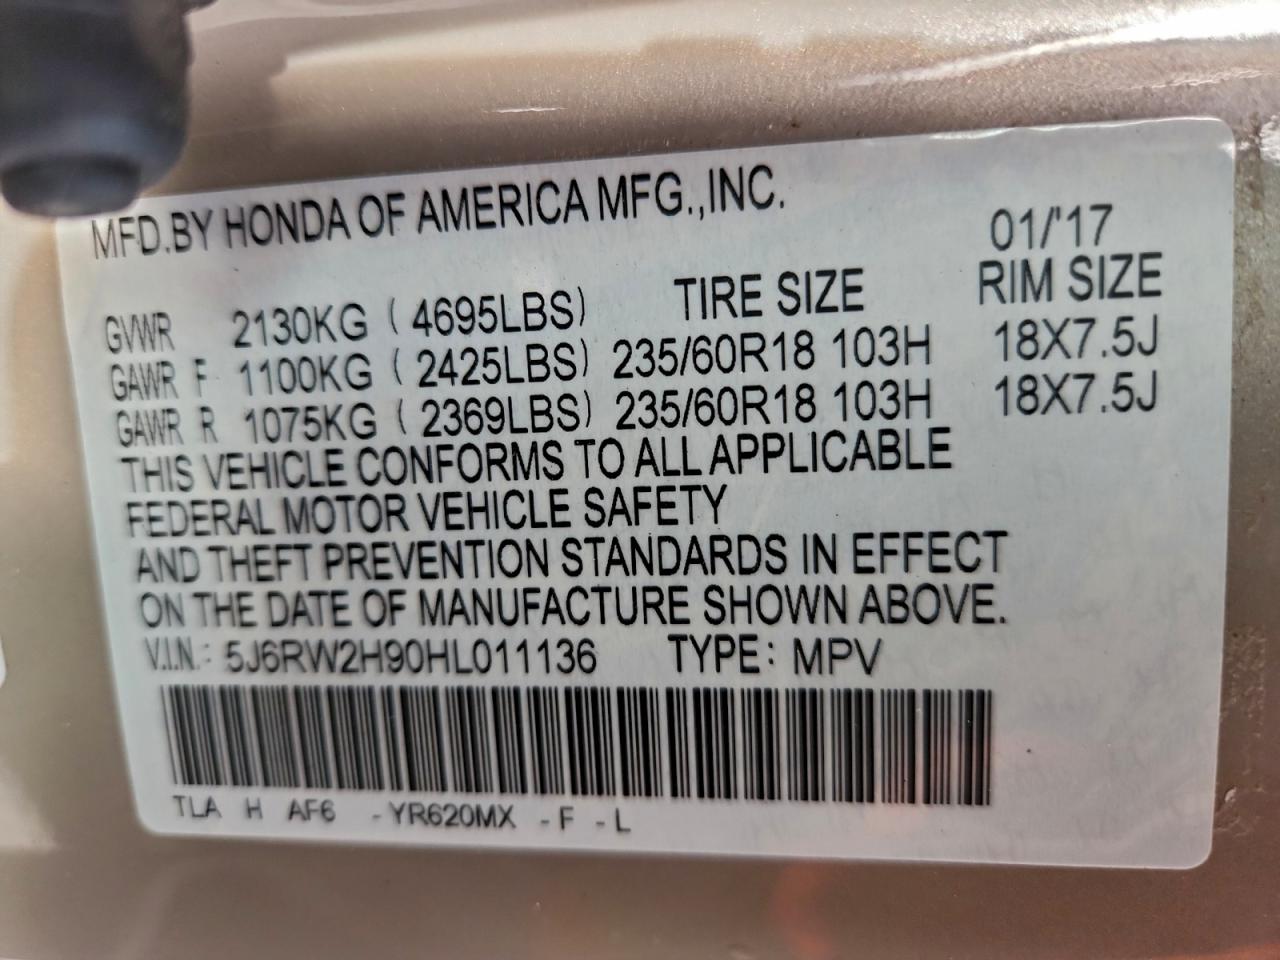 MFD.BY HONDA OF AMERICA MFG.,INC.
01/'17
TIRE SIZE RIM SIZE
GVWR 2130KG ( 4695LBS)
GAWR F 1100KG ( 2425LBS) 235/60R18 103H 18X7.5J
GAWR R 1075KG ( 2369LBS) 235/60R18 103H 18X7.5J
THIS VEHICLE CONFORMS TO ALL APPLICABLE
FEDERAL MOTOR VEHICLE SAFETY
AND THEFT PREVENTION STANDARDS IN EFFECT
ON THE DATE OF MANUFACTURE SHOWN ABOVE.
V.I.N.: 5J6RW2H90HL011136 TYPE: MPV
TLA H AF6 -YR620MX -F -L